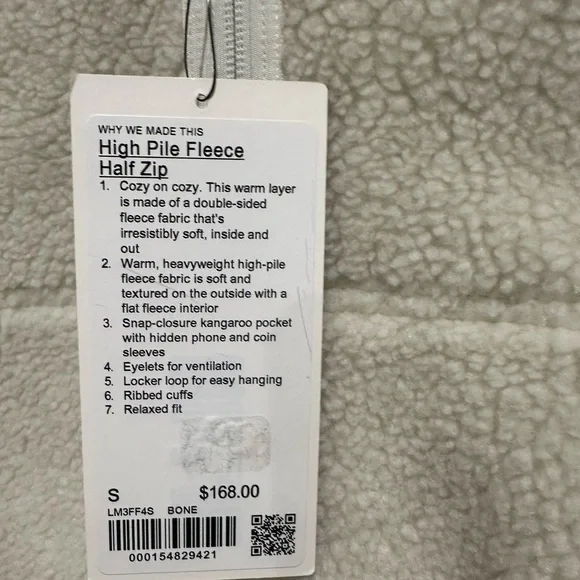 WHY WE MADE THIS
High Pile Fleece
Half Zip
1. Cozy on cozy. This warm layer
is made of a double-sided
fleece fabric that's
irresistibly soft, inside and
out
2. Warm, heavyweight high-pile
fleece fabric is soft and
textured on the outside with a
flat fleece interior
3. Snap-closure kangaroo pocket
with hidden phone and coin
sleeves
4. Eyelets for ventilation
5. Locker loop for easy hanging
6. Ribbed cuffs
7. Relaxed fit
S $168.00
LM3FF4S BONE
000154829421